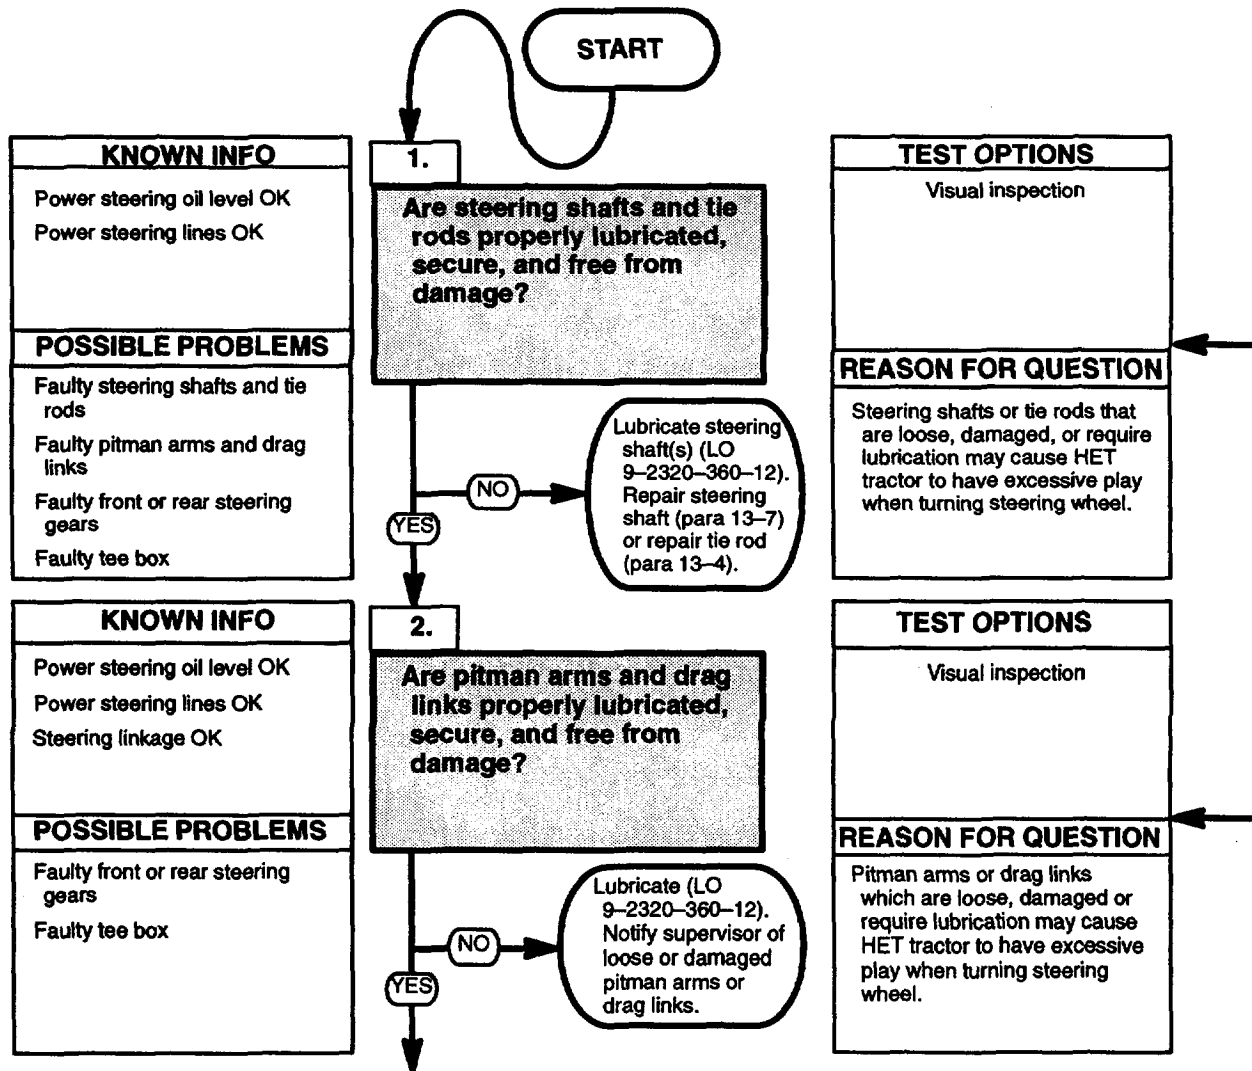 START
KNOWN INFO
Power steering oil level OK
Power steering lines OK
POSSIBLE PROBLEMS
Faulty steering shafts and tie
rods
Faulty pitman arms and drag
links
Faulty front or rear steering
gears
Faulty tee box
1.
Are steering shafts and tie
rods properly lubricated,
secure, and free from
damage?
NO
YES
Lubricate steering
shaft(s) (LO
9–2320–360–12).
Repair steering
shaft (para 13–7)
or repair tie rod
(para 13–4).
TEST OPTIONS
Visual inspection
REASON FOR QUESTION
Steering shafts or tie rods that
are loose, damaged, or require
lubrication may cause HET
tractor to have excessive play
when turning steering wheel.
KNOWN INFO
Power steering oil level OK
Power steering lines OK
Steering linkage OK
POSSIBLE PROBLEMS
Faulty front or rear steering
gears
Faulty tee box
2.
Are pitman arms and drag
links properly lubricated,
secure, and free from
damage?
NO
YES
Lubricate (LO
9–2320–360–12).
Notify supervisor of
loose or damaged
pitman arms or
drag links.
TEST OPTIONS
Visual inspection
REASON FOR QUESTION
Pitman arms or drag links
which are loose, damaged or
require lubrication may cause
HET tractor to have excessive
play when turning steering
wheel.